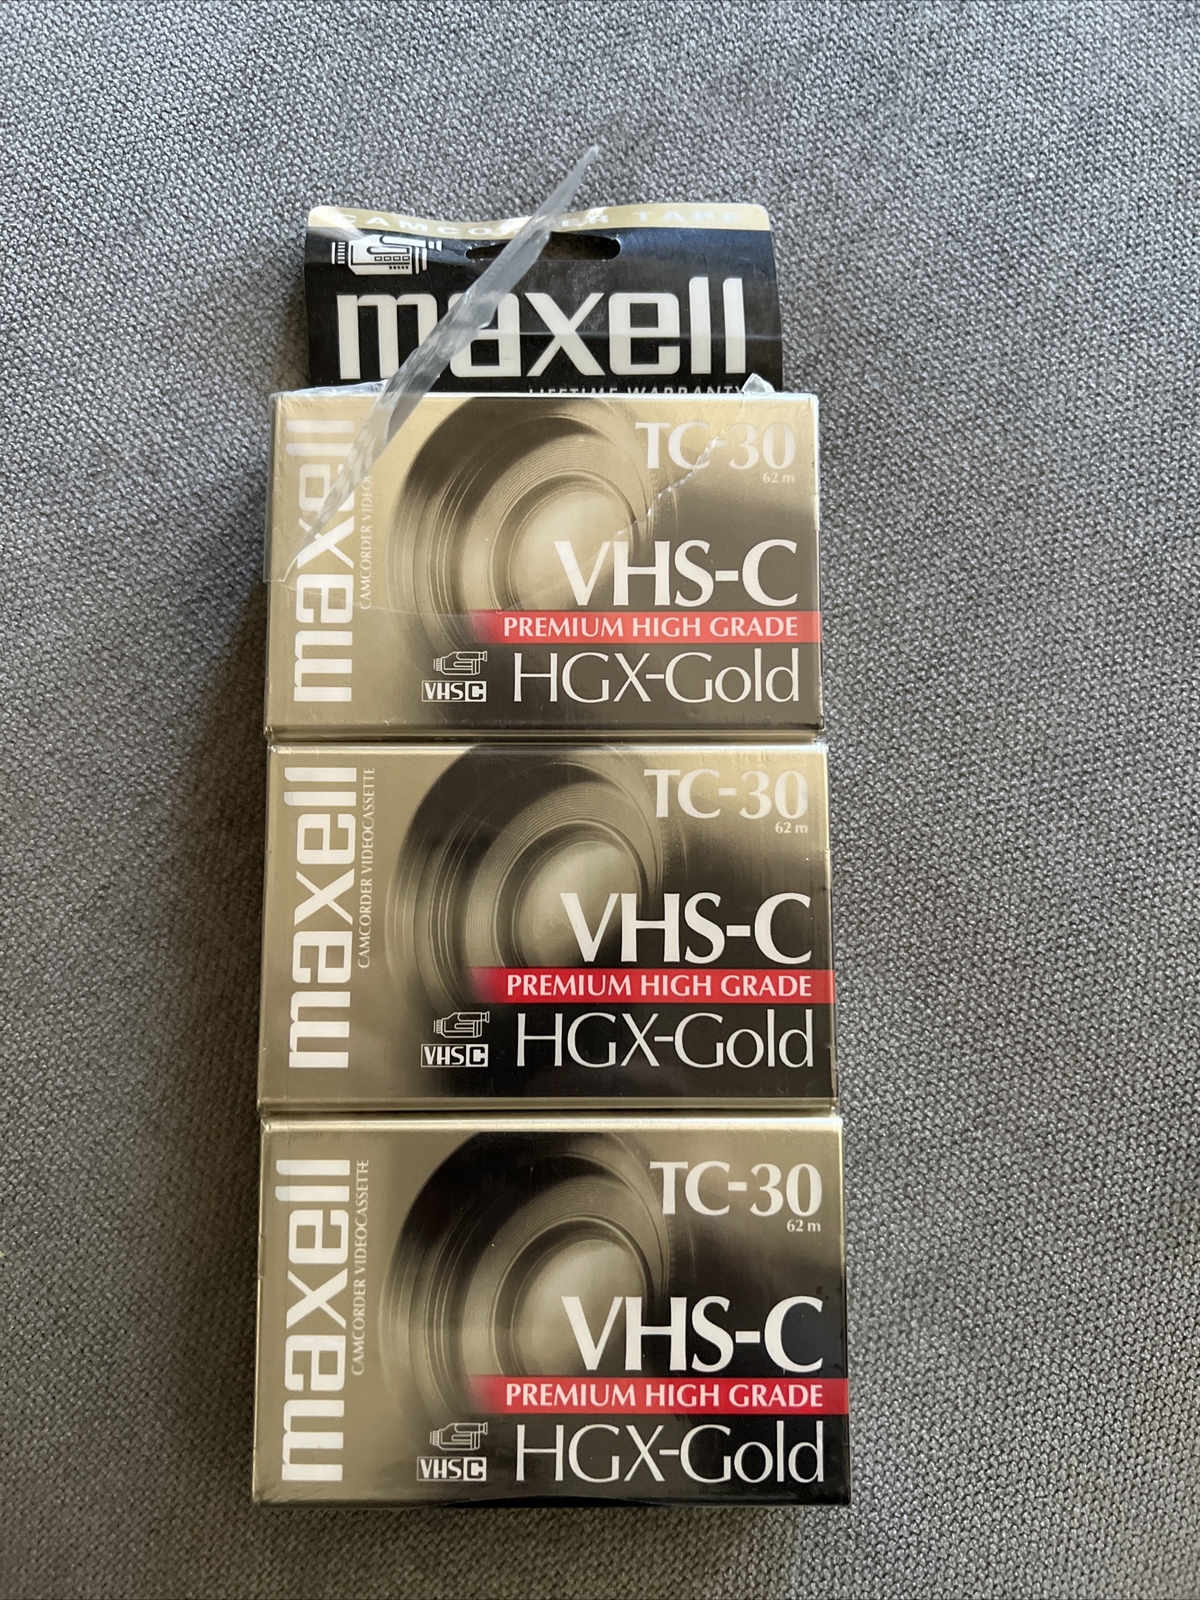 CAMCORDER TAPE
maxell
LIFETIME WARRANTY
maxell
CAMCORDER VIDEOC
TC-30
62 m
VHS-C
PREMIUM HIGH GRADE
VHS C
HGX-Gold
maxell
CAMCORDER VIDEOCASSETTE
TC-30
62 m
VHS-C
PREMIUM HIGH GRADE
VHS C
HGX-Gold
maxell
CAMCORDER VIDEOCASSETTE
TC-30
62 m
VHS-C
PREMIUM HIGH GRADE
VHS C
HGX-Gold